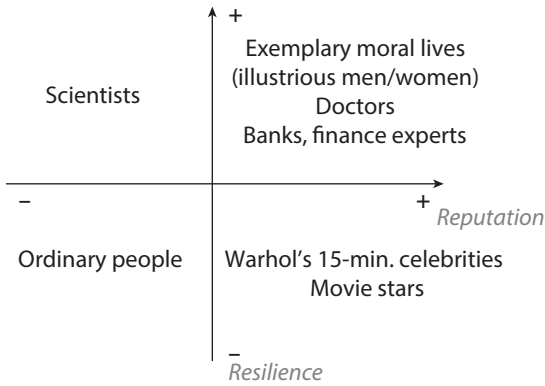 +
Exemplary moral lives
(illustrious men/women)
Scientists
Doctors
Banks, finance experts
–
+
Reputation
Ordinary people
Warhol's 15-min. celebrities
Movie stars
–
Resilience